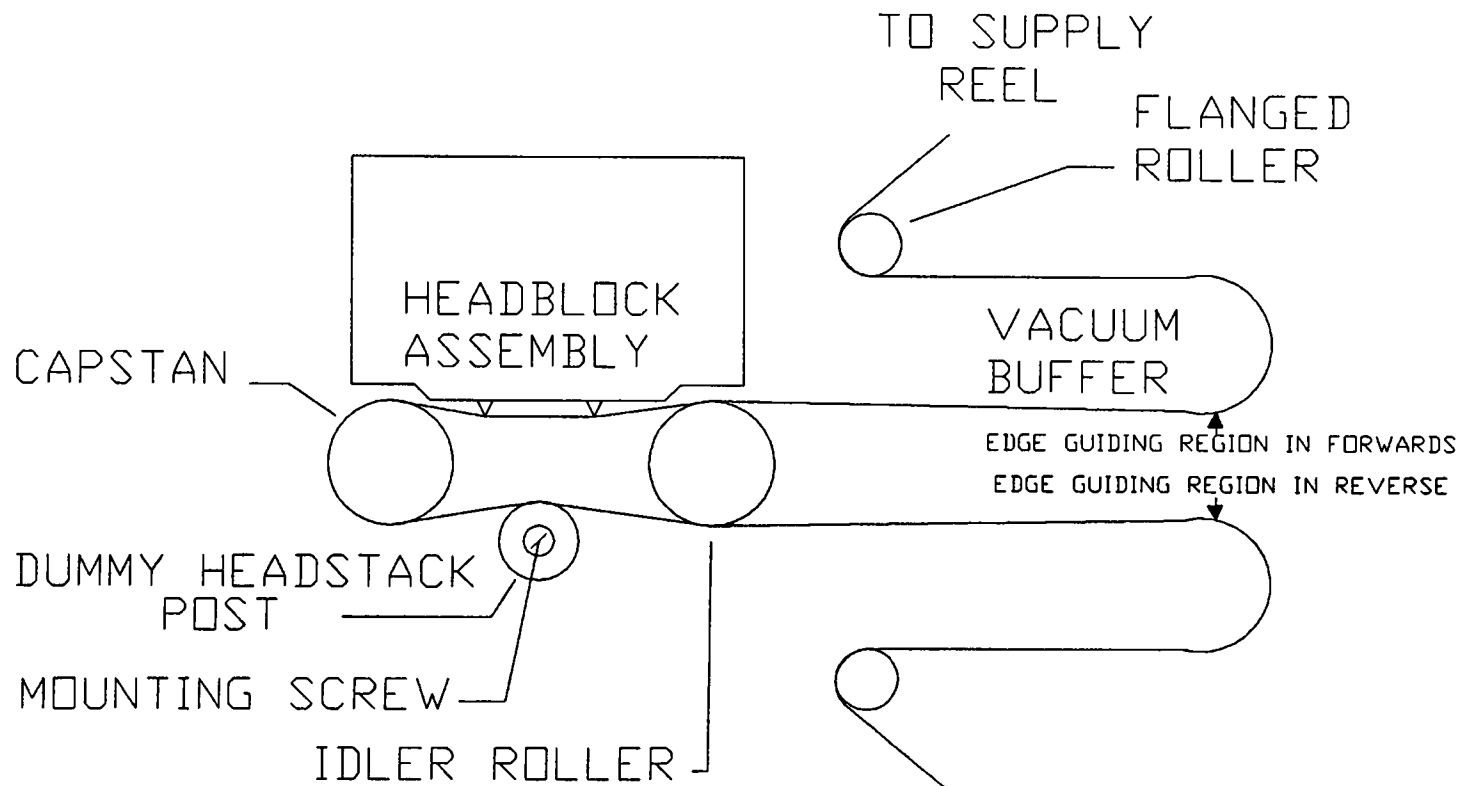 TO SUPPLY
REEL
FLANGED
ROLLER
HEADBLOCK
ASSEMBLY
VACUUM
BUFFER
CAPSTAN
EDGE GUIDING REGION IN FORWARDS
EDGE GUIDING REGION IN REVERSE
DUMMY HEADSTACK
POST
MOUNTING SCREW
IDLER ROLLER